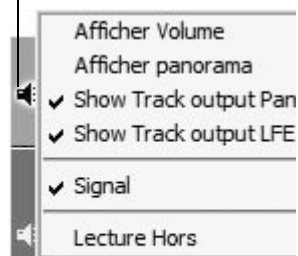 Afficher Volume
Afficher panorama
Show Track output Pan
Show Track output LFE
Signal
Lecture Hors